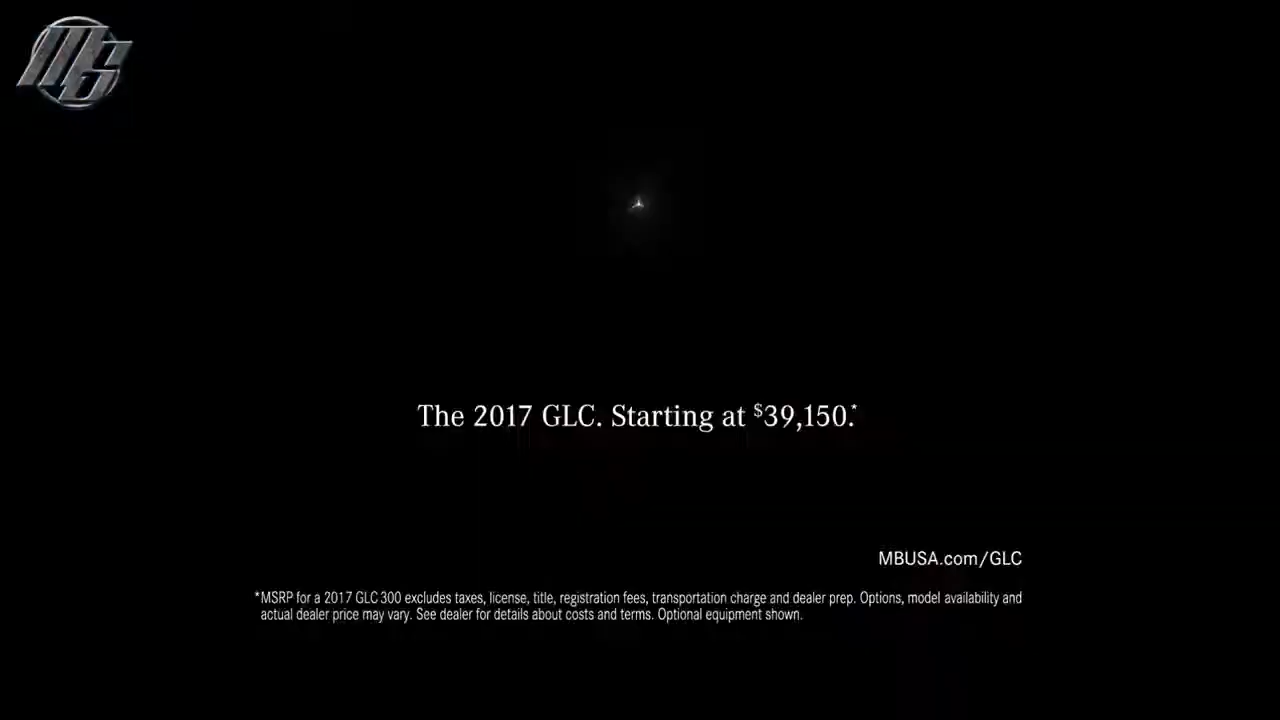 The 2017 GLC. Starting at $39,150.*
MBUSA.com/GLC
*MSRP for a 2017 GLC 300 excludes taxes, license, title, registration fees, transportation charge and dealer prep. Options, model availability and
actual dealer price may vary. See dealer for details about costs and terms. Optional equipment shown.